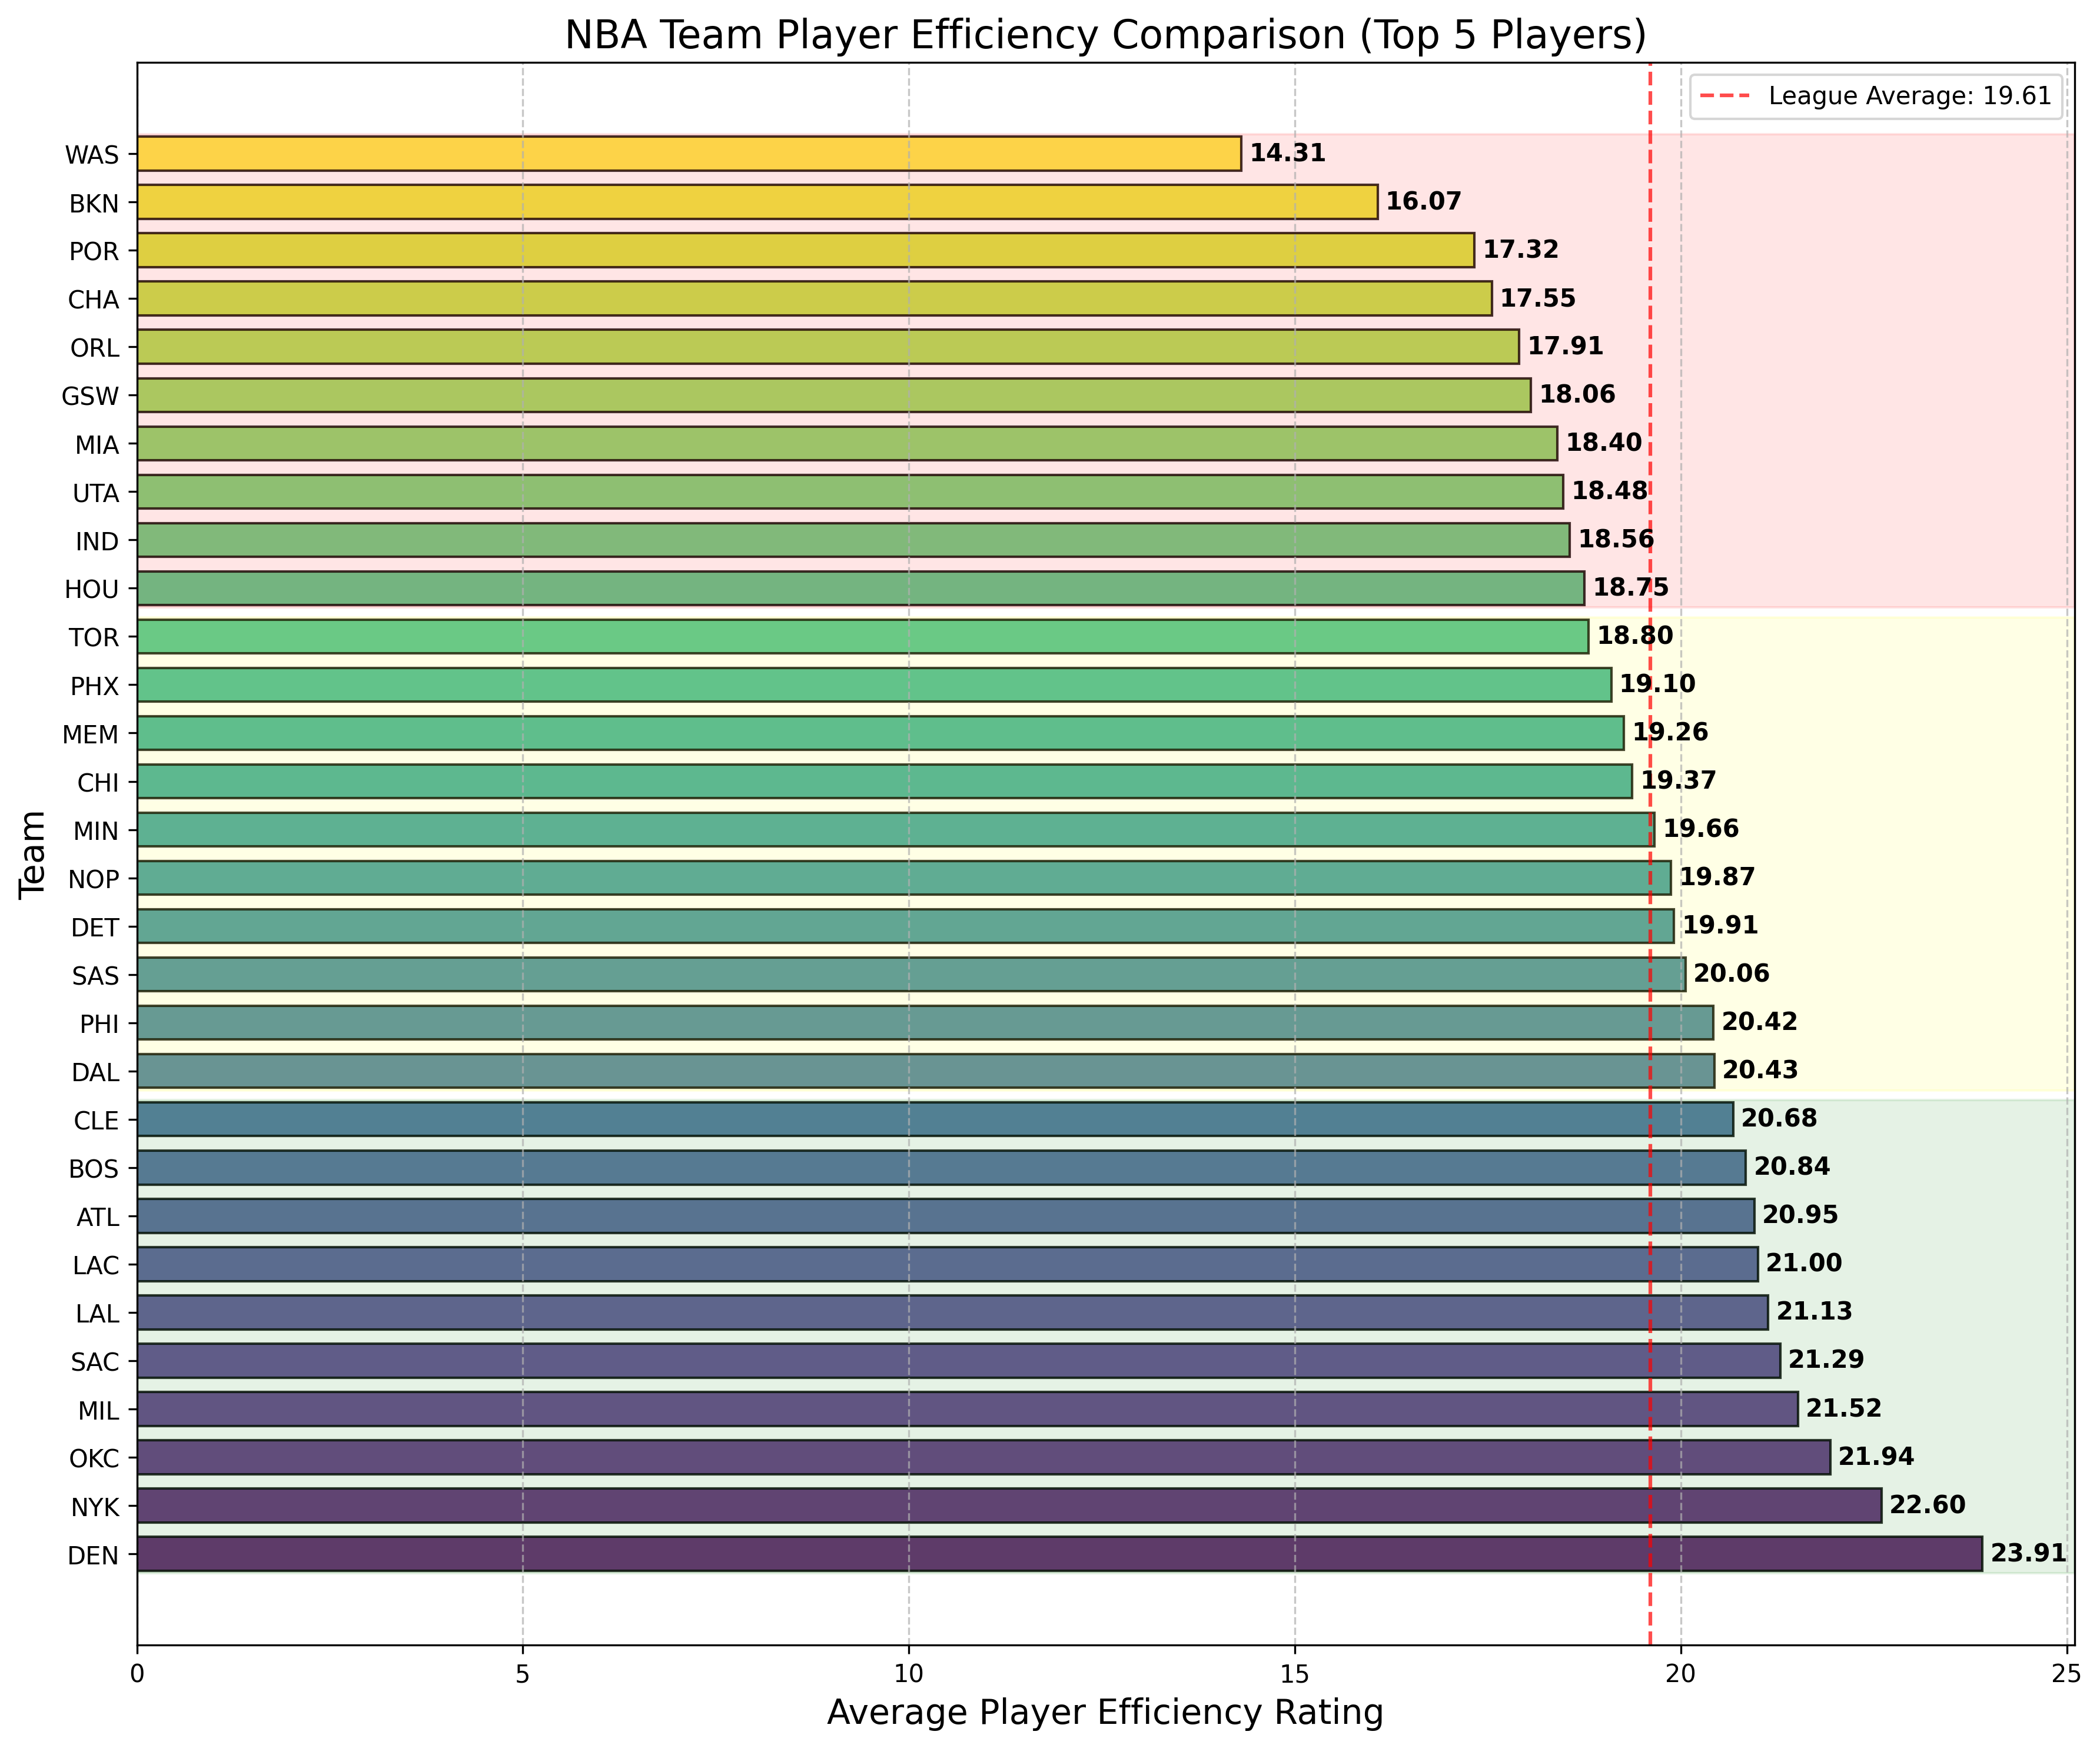 NBA Team Player Efficiency Comparison (Top 5 Players)
League Average: 19.61
WAS 14.31
BKN 16.07
POR 17.32
CHA 17.55
ORL 17.91
GSW 18.06
MIA 18.40
UTA 18.48
IND 18.56
HOU 18.75
TOR 18.80
PHX 19.10
MEM 19.26
CHI 19.37
MIN 19.66
NOP 19.87
DET 19.91
SAS 20.06
PHI 20.42
DAL 20.43
CLE 20.68
BOS 20.84
ATL 20.95
LAC 21.00
LAL 21.13
SAC 21.29
MIL 21.52
OKC 21.94
NYK 22.60
DEN 23.91
Team
0 5 10 15 20 25
Average Player Efficiency Rating